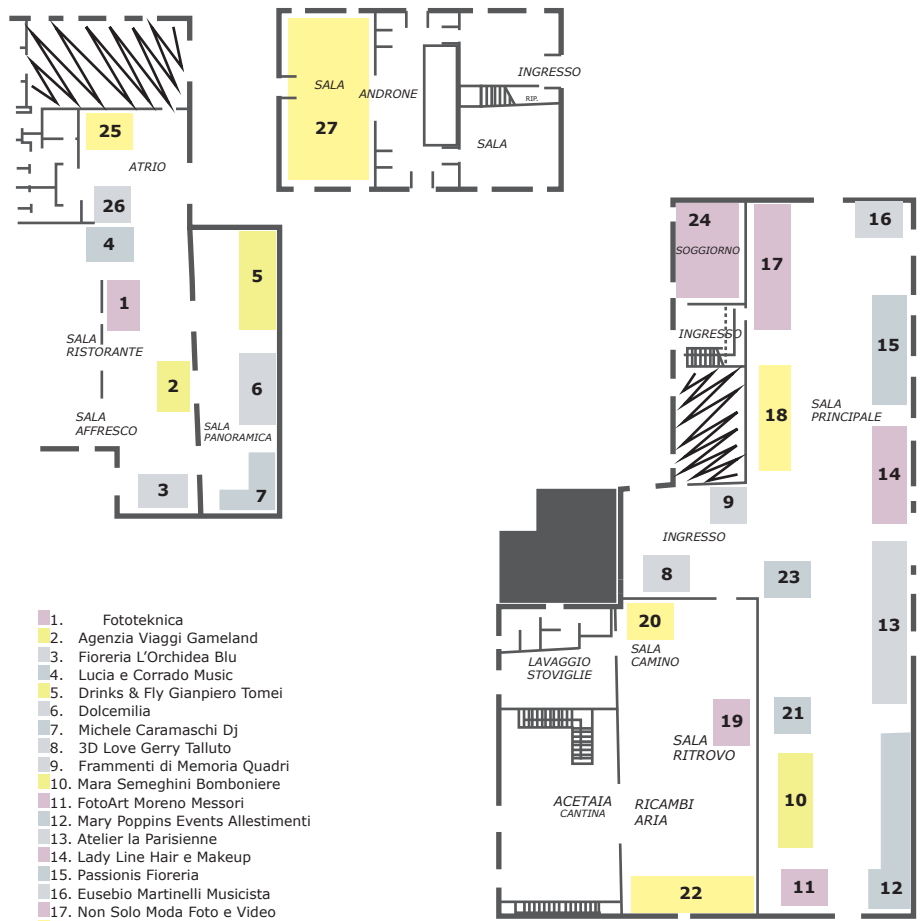 SALA
27
ANDRONE
INGRESSO
RIP.
SALA
25
ATRIO
26
4
5
1
SALA
RISTORANTE
2
6
SALA
AFFRESCO
SALA
PANORAMICA
3
7
24
SOGGIORNO
17
16
INGRESSO
15
18
SALA
PRINCIPALE
14
9
INGRESSO
8
23
13
20
SALA
CAMINO
LAVAGGIO
STOVIGLIE
19
21
SALA
RITROVO
10
ACETAIA
CANTINA
RICAMBI
ARIA
22
11
12
1. Fototeknica
2. Agenzia Viaggi Gameland
3. Fioreria L'Orchidea Blu
4. Lucia e Corrado Music
5. Drinks & Fly Gianpiero Tomei
6. Dolcemilia
7. Michele Caramaschi Dj
8. 3D Love Gerry Talluto
9. Frammenti di Memoria Quadri
10. Mara Semeghini Bomboniere
11. FotoArt Moreno Messori
12. Mary Poppins Events Allestimenti
13. Atelier la Parisienne
14. Lady Line Hair e Makeup
15. Passionis Fioreria
16. Eusebio Martinelli Musicista
17. Non Solo Moda Foto e Video